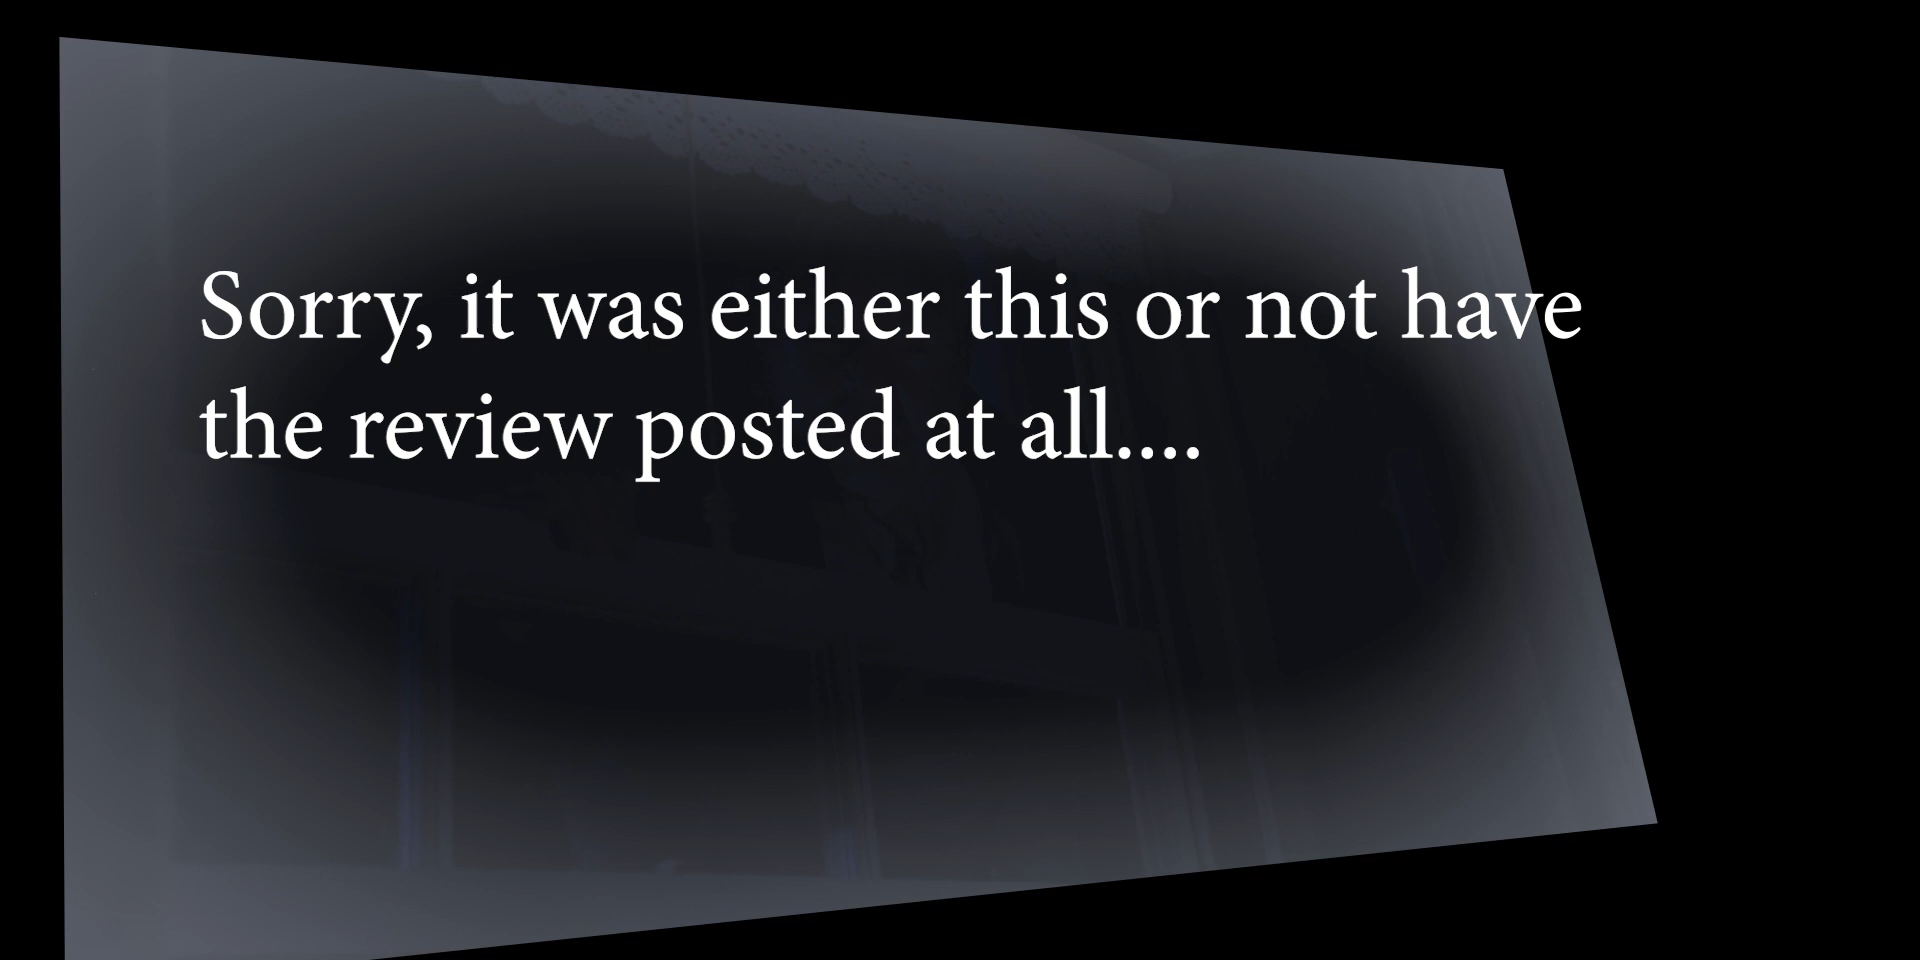 Sorry, it was either this or not have
the review posted at all....